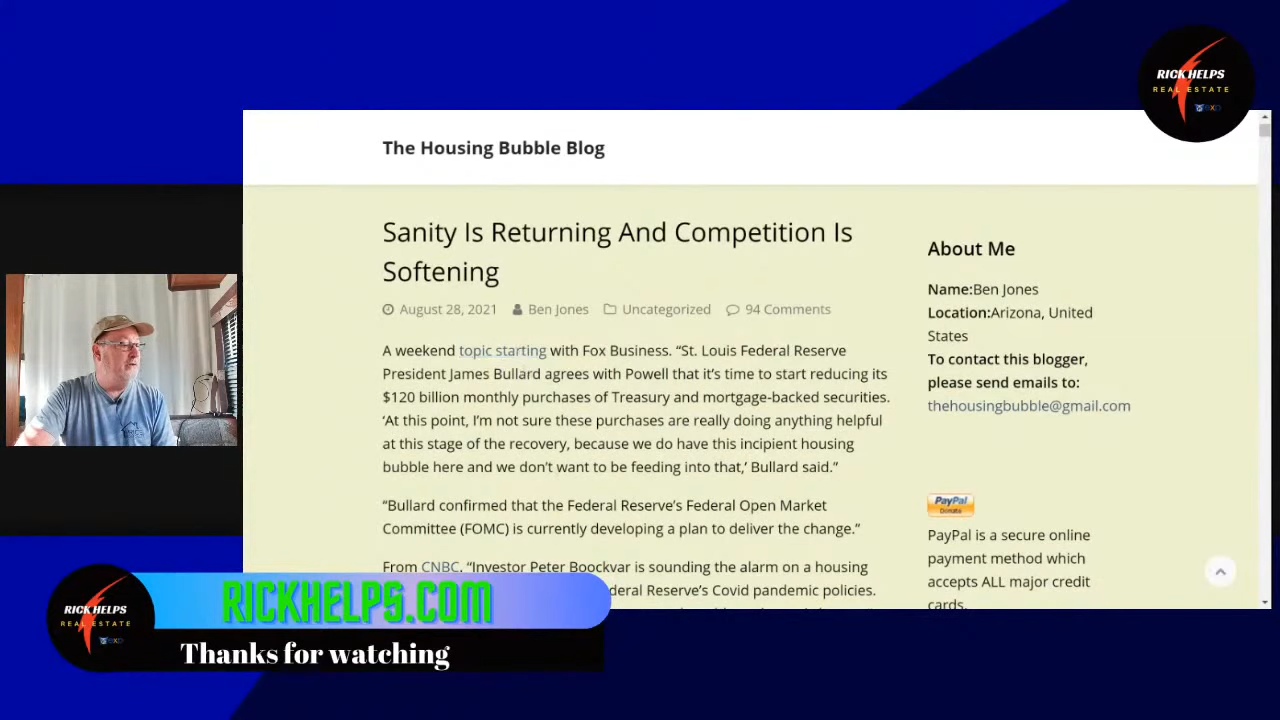 RICK HELPS
REAL ESTATE
eXp
The Housing Bubble Blog
Sanity Is Returning And Competition Is
Softening
August 28, 2021 Ben Jones Uncategorized 94 Comments
A weekend topic starting with Fox Business. “St. Louis Federal Reserve
President James Bullard agrees with Powell that it’s time to start reducing its
$120 billion monthly purchases of Treasury and mortgage-backed securities.
‘At this point, I’m not sure these purchases are really doing anything helpful
at this stage of the recovery, because we do have this incipient housing
bubble here and we don’t want to be feeding into that,’ Bullard said.”
“Bullard confirmed that the Federal Reserve’s Federal Open Market
Committee (FOMC) is currently developing a plan to deliver the change.”
From CNBC. “Investor Peter Boockvar is sounding the alarm on a housing
deral Reserve’s Covid pandemic policies.
About Me
Name:Ben Jones
Location:Arizona, United
States
To contact this blogger,
please send emails to:
thehousingbubble@gmail.com
PayPal
Donate
PayPal is a secure online
payment method which
accepts ALL major credit
cards.
RICK HELPS
REAL ESTATE
eXp
RICKHELPS.COM
Thanks for watching